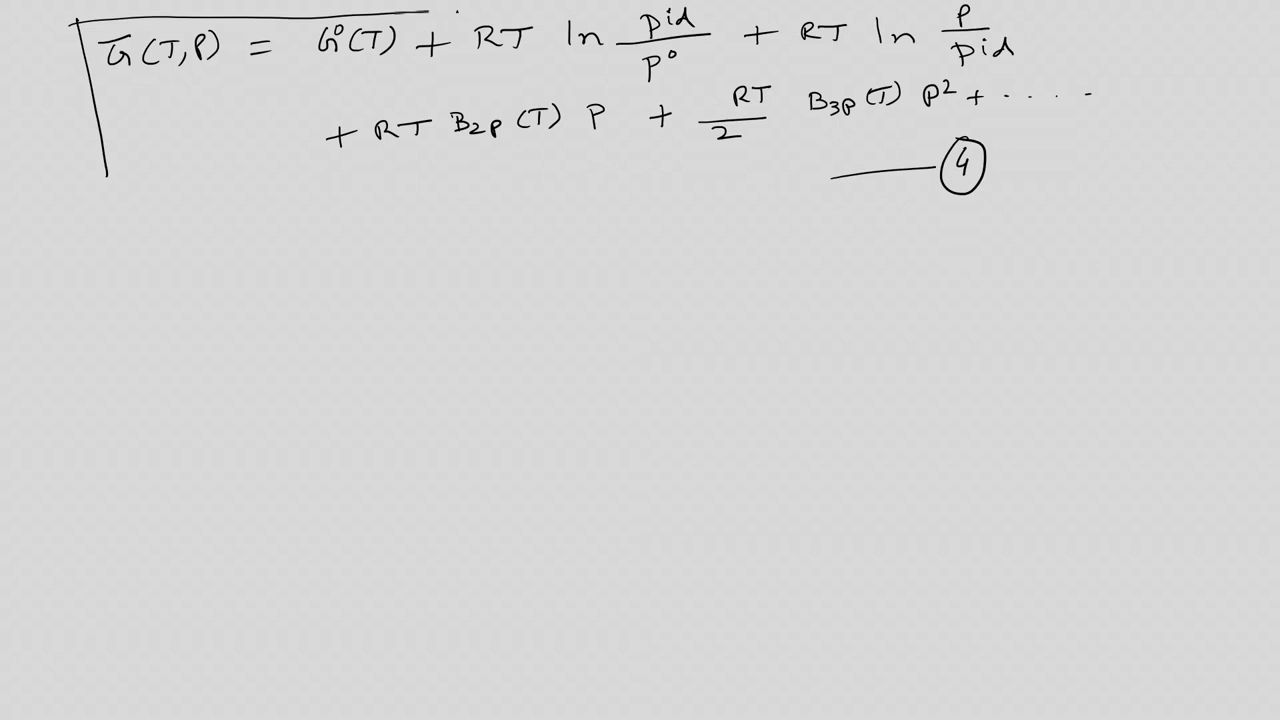 G̅(T,P) = G°(T) + RT ln pid/p° + RT ln P/pid
+ RT B₂ₚ(T) P + RT/2 B₃ₚ(T) P² + ....
④